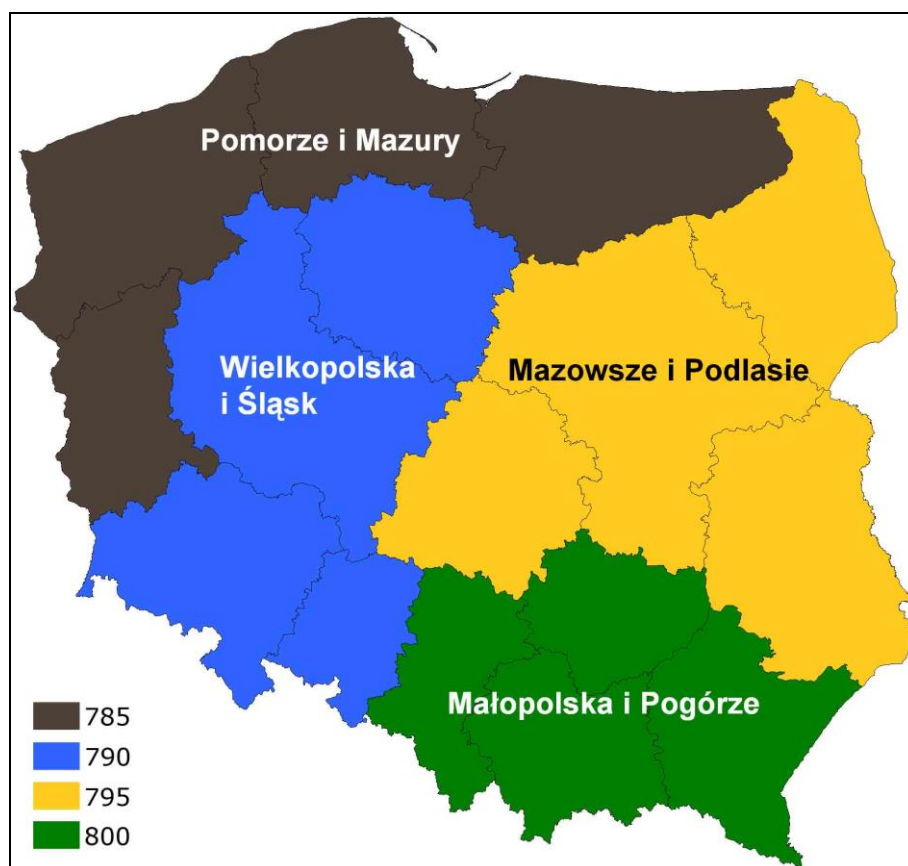 Pomorze i Mazury
Wielkopolska
i Śląsk
Mazowsze i Podlasie
Małopolska i Pogórze
785
790
795
800